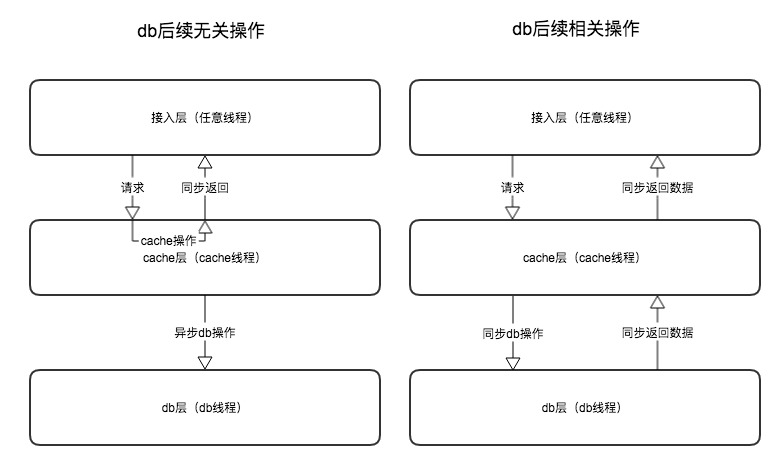 db后续无关操作
接入层（任意线程）
请求
同步返回
cache操作
cache层（cache线程）
异步db操作
db层（db线程）
db后续相关操作
接入层（任意线程）
请求
同步返回数据
cache层（cache线程）
同步db操作
同步返回数据
db层（db线程）